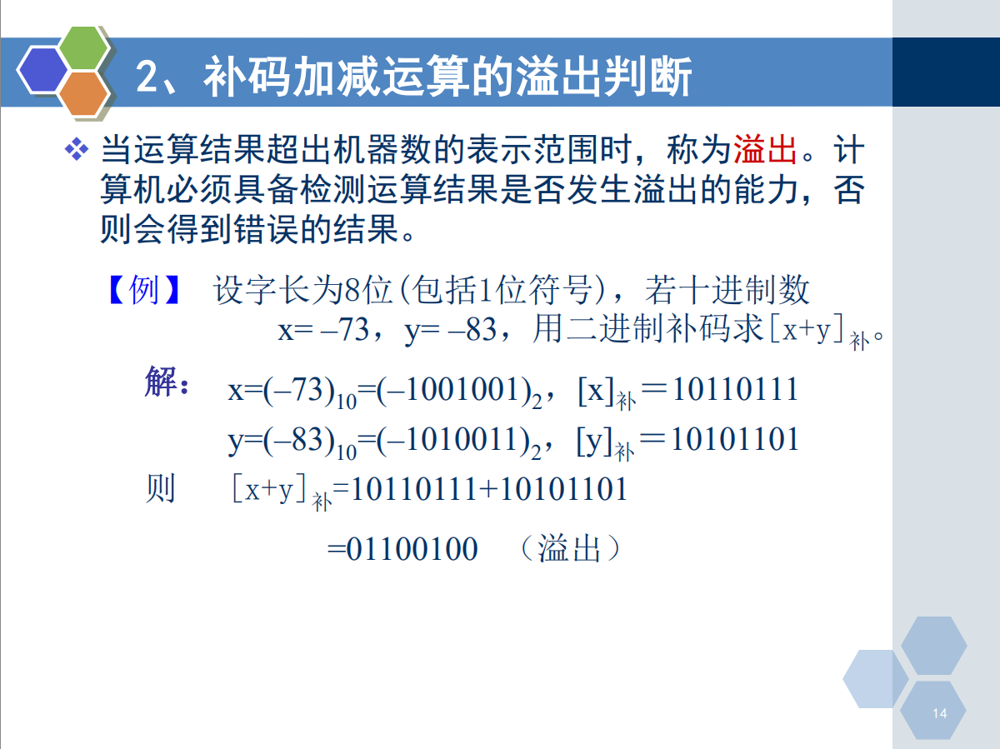 2、补码加减运算的溢出判断
当运算结果超出机器数的表示范围时，称为溢出。计
算机必须具备检测运算结果是否发生溢出的能力，否
则会得到错误的结果。
【例】 设字长为8位(包括1位符号)，若十进制数
x= –73，y= –83，用二进制补码求[x+y]补。
解： x=(–73)10=(–1001001)2，[x]补＝10110111
y=(–83)10=(–1010011)2，[y]补＝10101101
则 [x+y]补=10110111+10101101
=01100100 （溢出）
14